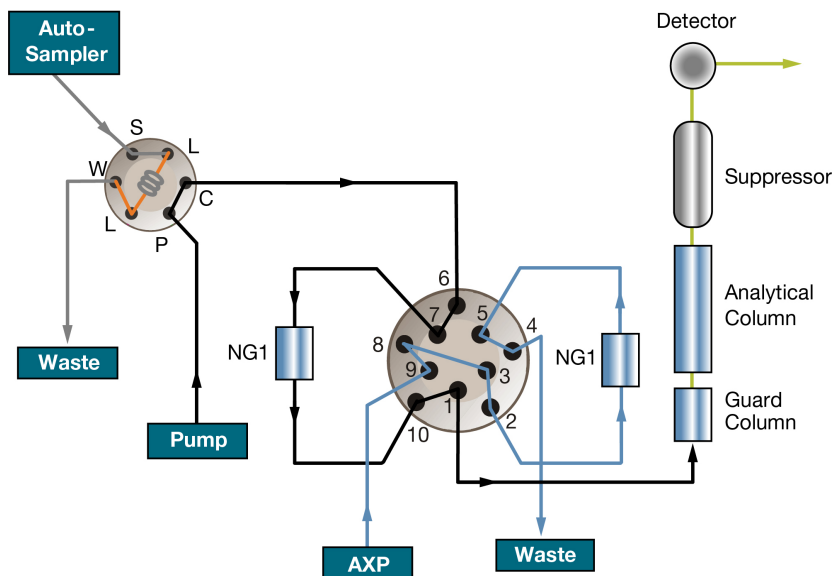 Auto-
Sampler
Detector
S
L
W
C
L
P
Suppressor
6
7
5
4
8
3
9
1
2
10
NG1
NG1
Analytical
Column
Waste
Guard
Column
Pump
AXP
Waste